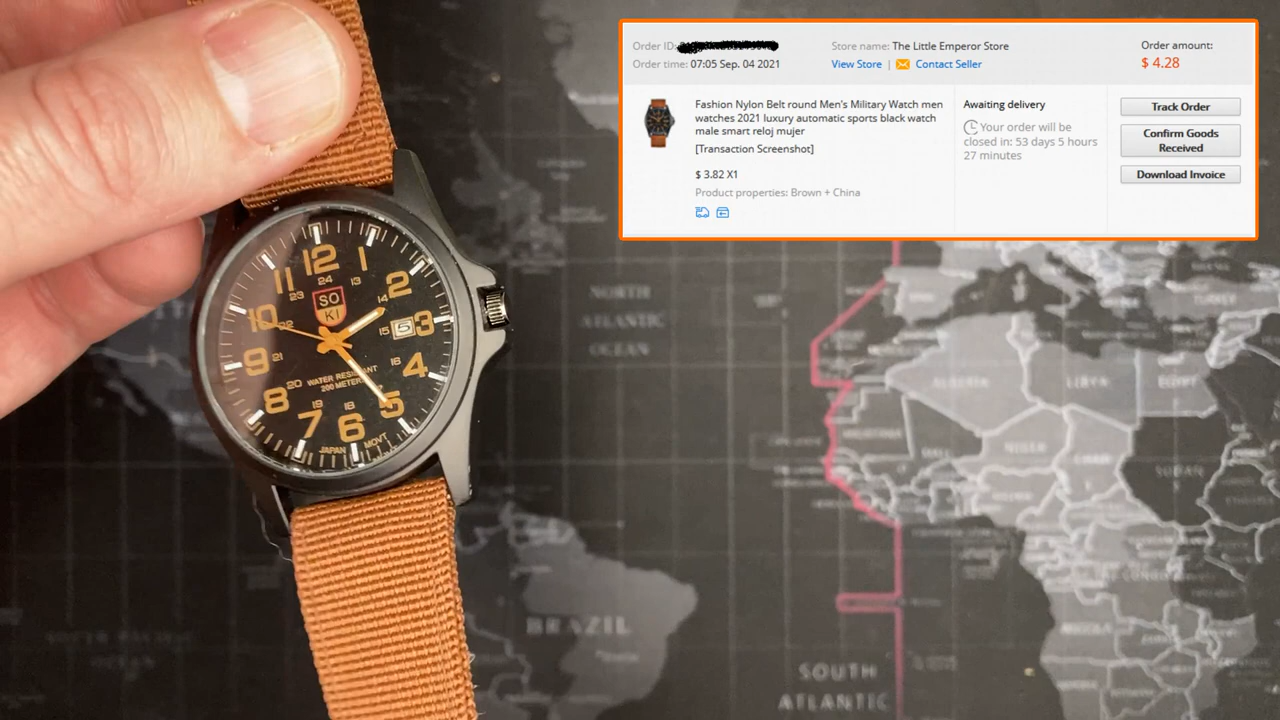 Order ID:
Store name: The Little Emperor Store
Order amount:
Order time: 07:05 Sep. 04 2021
View Store | Contact Seller
$ 4.28
Fashion Nylon Belt round Men's Military Watch men
watches 2021 luxury automatic sports black watch
male smart reloj mujer
[Transaction Screenshot]
$ 3.82 X1
Product properties: Brown + China
Awaiting delivery
Your order will be
closed in: 53 days 5 hours
27 minutes
Track Order
Confirm Goods
Received
Download Invoice
12 1 2 3 4 5 6 7 8 9 10 11
24 13 14 15 16 18 19 20 21 22 23
SO
KI
5
WATER RESISTANT
200 METERS
JAPAN MOVT
NORTH
ATLANTIC
OCEAN
ALGERIA
LIBYA
EGYPT
BRAZIL
SOUTH
ATLANTIC